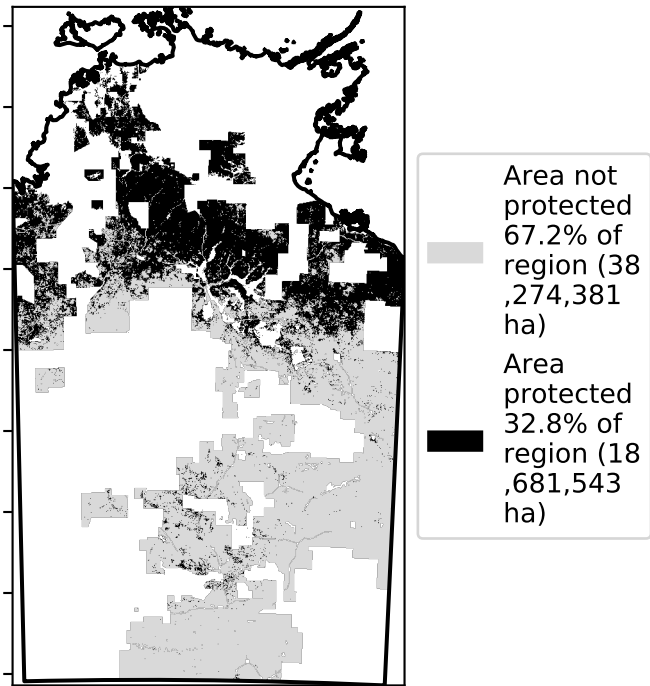 Area not
protected
67.2% of
region (38
,274,381
ha)
Area
protected
32.8% of
region (18
,681,543
ha)